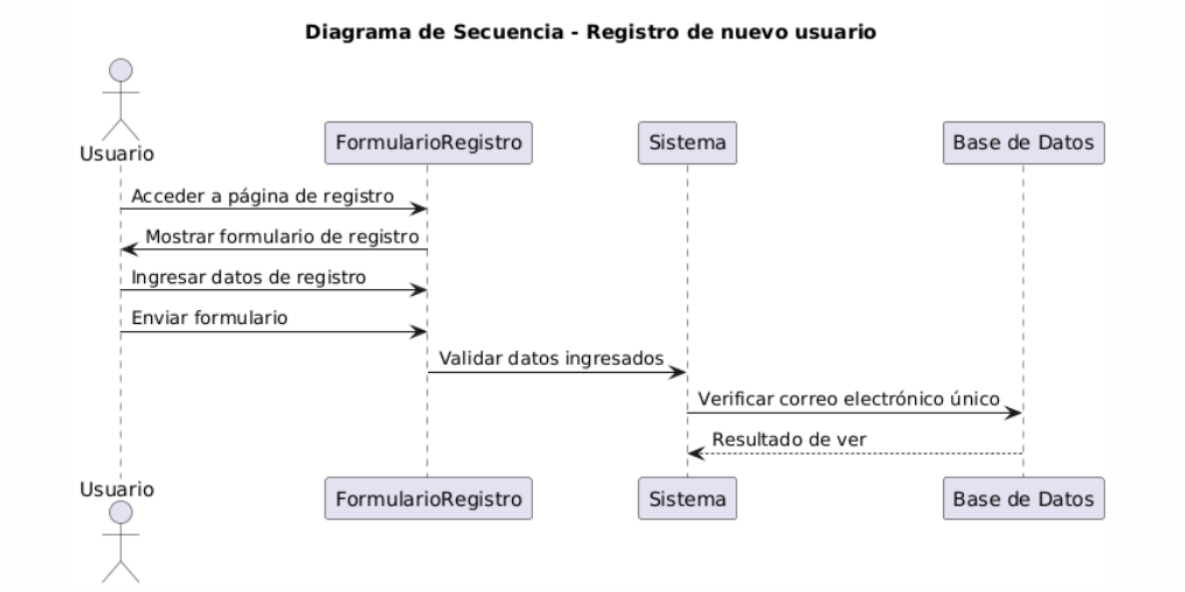 Diagrama de Secuencia - Registro de nuevo usuario
Usuario
FormularioRegistro
Sistema
Base de Datos
Acceder a página de registro
Mostrar formulario de registro
Ingresar datos de registro
Enviar formulario
Validar datos ingresados
Verificar correo electrónico único
Resultado de ver
Usuario
FormularioRegistro
Sistema
Base de Datos